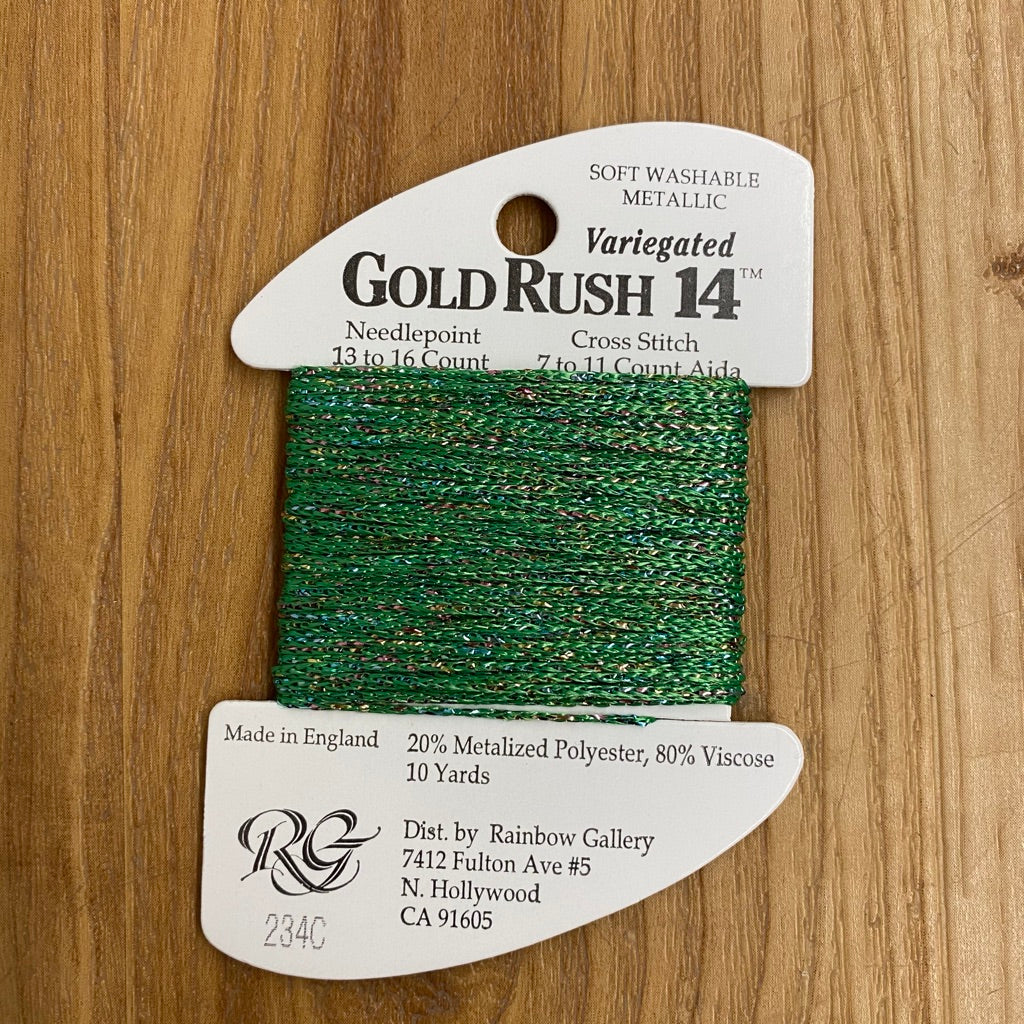 SOFT WASHABLE
METALLIC
Variegated
GOLD RUSH 14™
Needlepoint Cross Stitch
13 to 16 Count 7 to 11 Count Aida
Made in England 20% Metalized Polyester, 80% Viscose
10 Yards
RG
Dist. by Rainbow Gallery
7412 Fulton Ave #5
N. Hollywood
CA 91605
234C